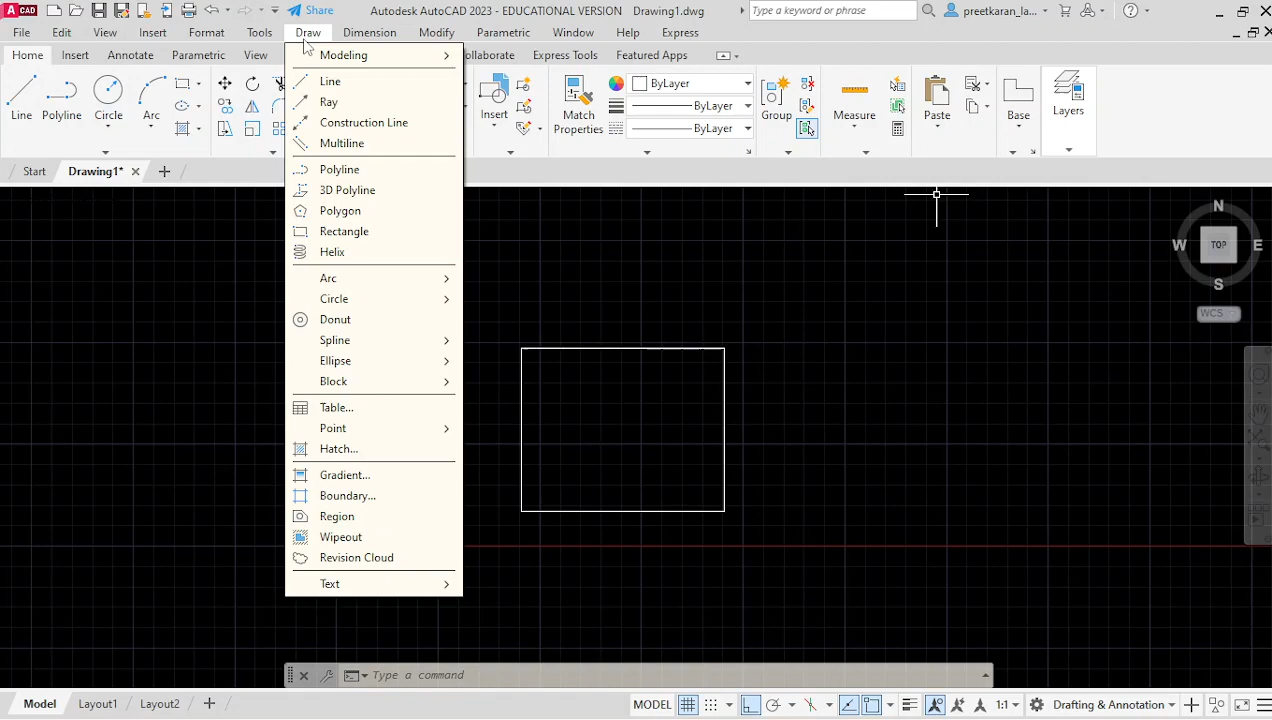 CAD
Share
Autodesk AutoCAD 2023 - EDUCATIONAL VERSION Drawing1.dwg
Type a keyword or phrase
preetkaran_la...
File Edit View Insert Format Tools Draw Dimension Modify Parametric Window Help Express
Home Insert Annotate Parametric View
ollaborate Express Tools Featured Apps
Line Polyline Circle Arc
Insert
Match
Properties
ByLayer
ByLayer
ByLayer
Group
Measure
Paste
Base
Layers
Start Drawing1*
Modeling
Line
Ray
Construction Line
Multiline
Polyline
3D Polyline
Polygon
Rectangle
Helix
Arc
Circle
Donut
Spline
Ellipse
Block
Table...
Point
Hatch...
Gradient...
Boundary...
Region
Wipeout
Revision Cloud
Text
N
W TOP E
S
WCS
Type a command
Model Layout1 Layout2
MODEL
1:1
Drafting & Annotation